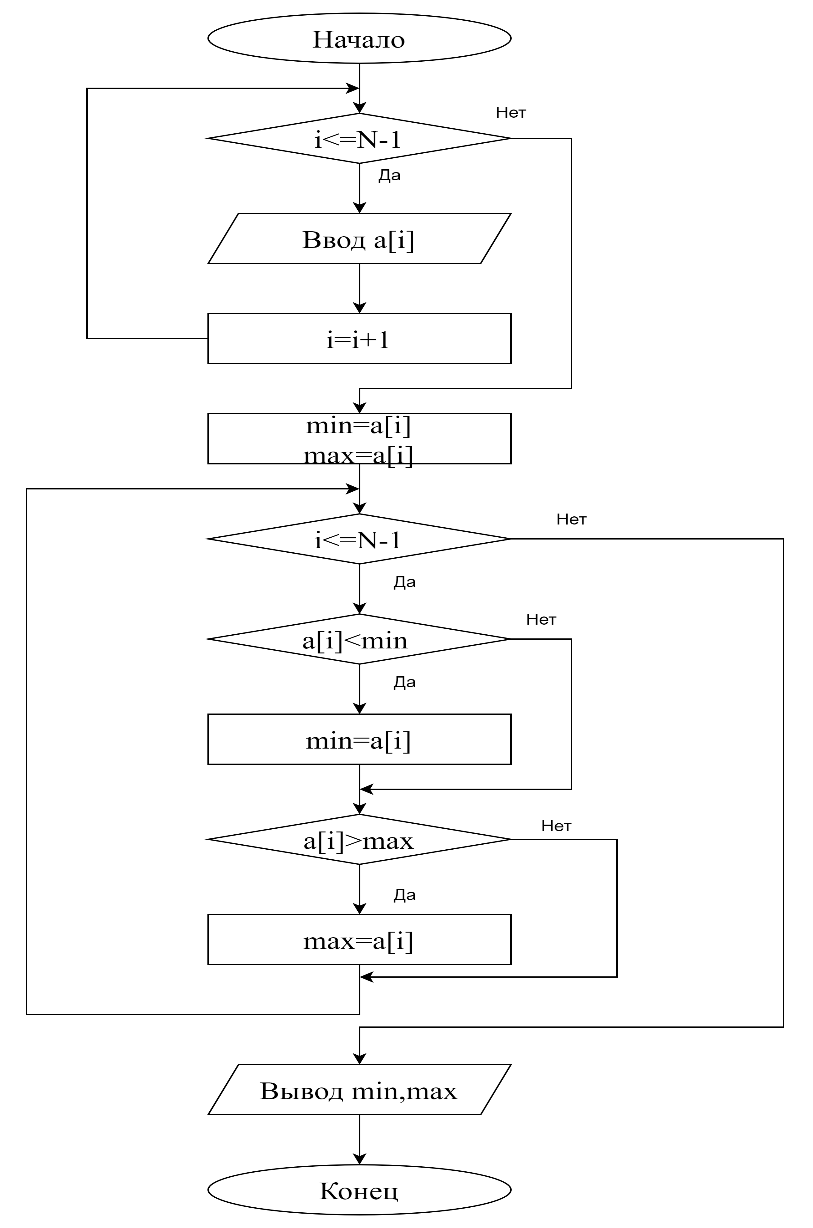 Начало
Нет
i<=N-1
Да
Ввод a[i]
i=i+1
min=a[i]
max=a[i]
Нет
i<=N-1
Да
Нет
a[i]<min
Да
min=a[i]
Нет
a[i]>max
Да
max=a[i]
Вывод min,max
Конец